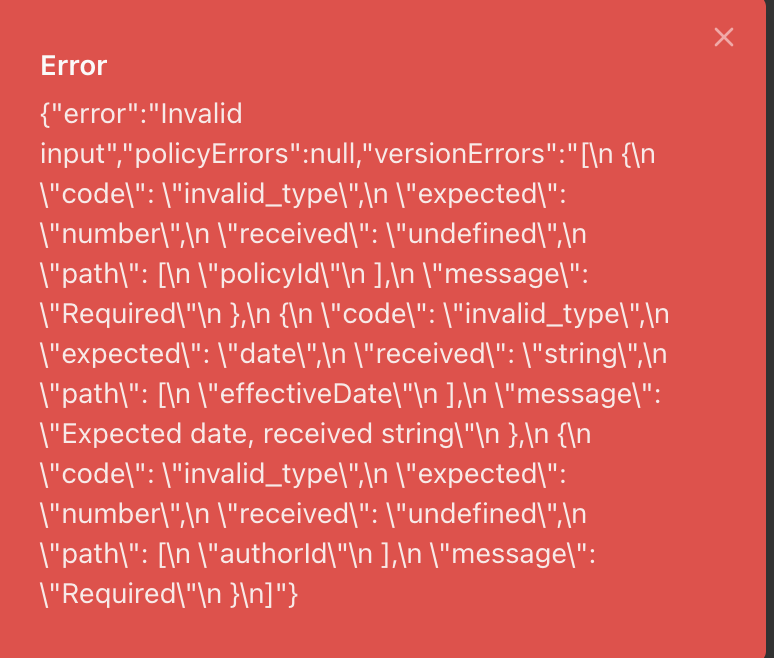 Error
{"error":"Invalid
input","policyErrors":null,"versionErrors":"[\n {\n
\"code\": \"invalid_type\",\n \"expected\":
\"number\",\n \"received\": \"undefined\",\n
\"path\": [\n \"policyId\"\n ],\n \"message\":
\"Required\"\n },\n {\n \"code\": \"invalid_type\",\n
\"expected\": \"date\",\n \"received\": \"string\",\n
\"path\": [\n \"effectiveDate\"\n ],\n \"message\":
\"Expected date, received string\"\n },\n {\n
\"code\": \"invalid_type\",\n \"expected\":
\"number\",\n \"received\": \"undefined\",\n
\"path\": [\n \"authorId\"\n ],\n \"message\":
\"Required\"\n }\n]"}